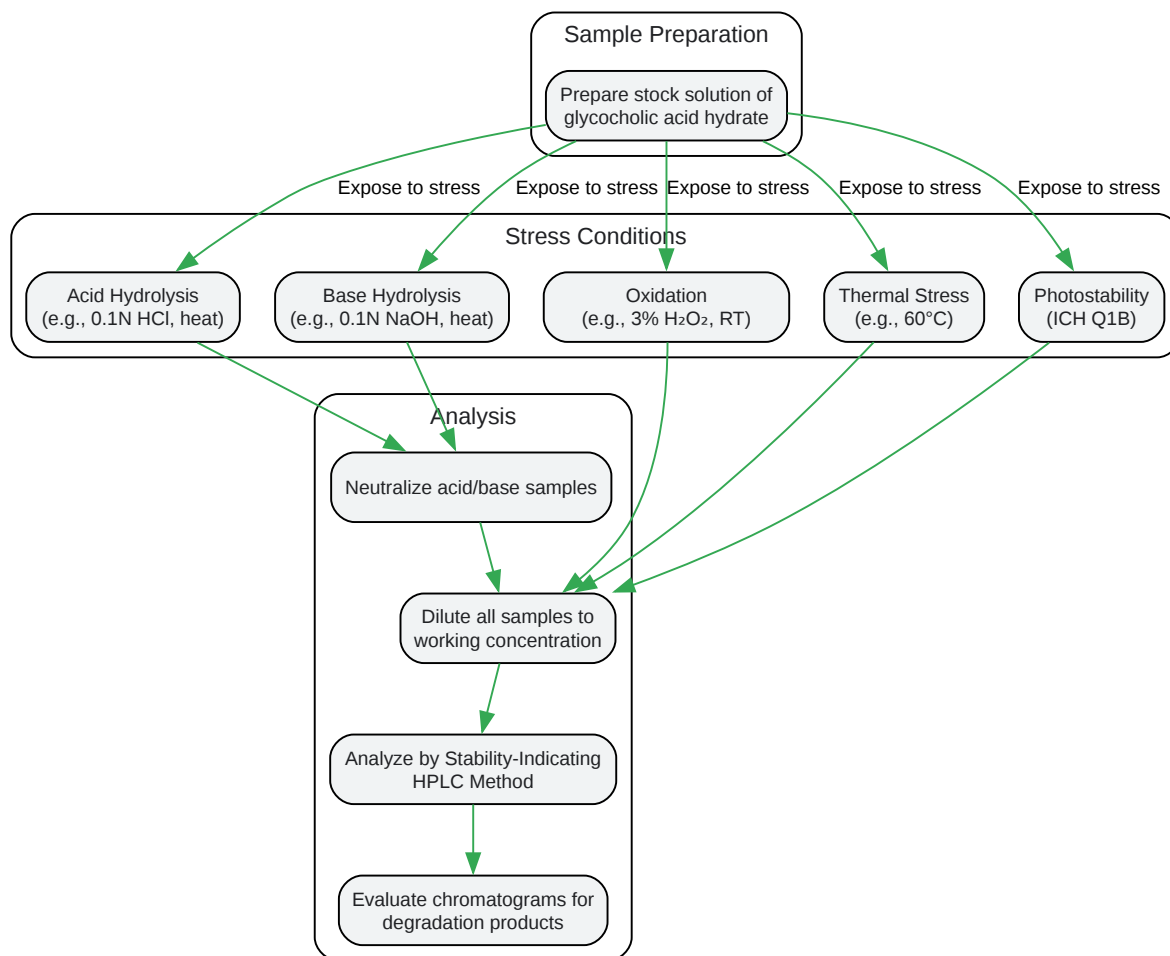 Sample Preparation
Prepare stock solution of
glycocholic acid hydrate
Expose to stress
Expose to stress
Expose to stress
Expose to stress
Expose to stress
Stress Conditions
Acid Hydrolysis
(e.g., 0.1N HCl, heat)
Base Hydrolysis
(e.g., 0.1N NaOH, heat)
Oxidation
(e.g., 3% H₂O₂, RT)
Thermal Stress
(e.g., 60°C)
Photostability
(ICH Q1B)
Analysis
Neutralize acid/base samples
Dilute all samples to
working concentration
Analyze by Stability-Indicating
HPLC Method
Evaluate chromatograms for
degradation products